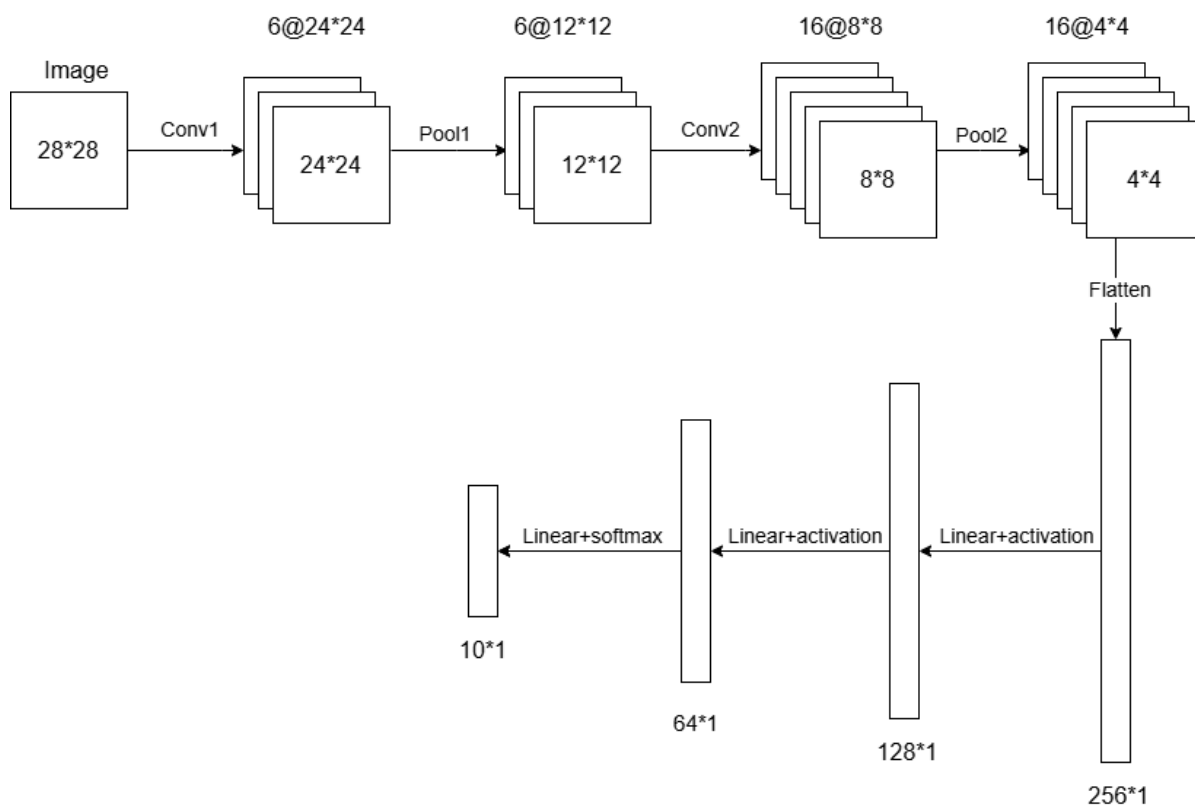 6@24*24
6@12*12
16@8*8
16@4*4
Image
28*28
Conv1
24*24
Pool1
12*12
Conv2
8*8
Pool2
4*4
Flatten
Linear+activation
Linear+activation
Linear+softmax
256*1
128*1
64*1
10*1